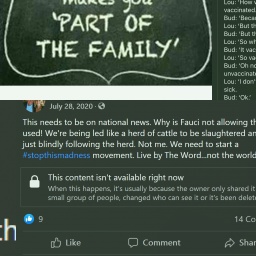 makes you
'PART OF
THE FAMILY'
Lou: "How
vaccinated
Bud: "Becau
Lou: "But th
Bud: "But th
Lou: "So wh
Bud: "It vac
Lou: "So vac
Bud: "Oh no
unvaccinate
Lou: "I don'
sick.
Bud: "Ok."
July 28, 2020 ·
This needs to be on national news. Why is Fauci not allowing th
used! We're being led like a herd of cattle to be slaughtered an
just blindly following the herd. Not me. We need to start a
#stopthismadness movement. Live by The Word...not the world
This content isn't available right now
When this happens, it's usually because the owner only shared it
small group of people, changed who can see it or it's been delete
9
14 Co
Like
Comment
Shar
th